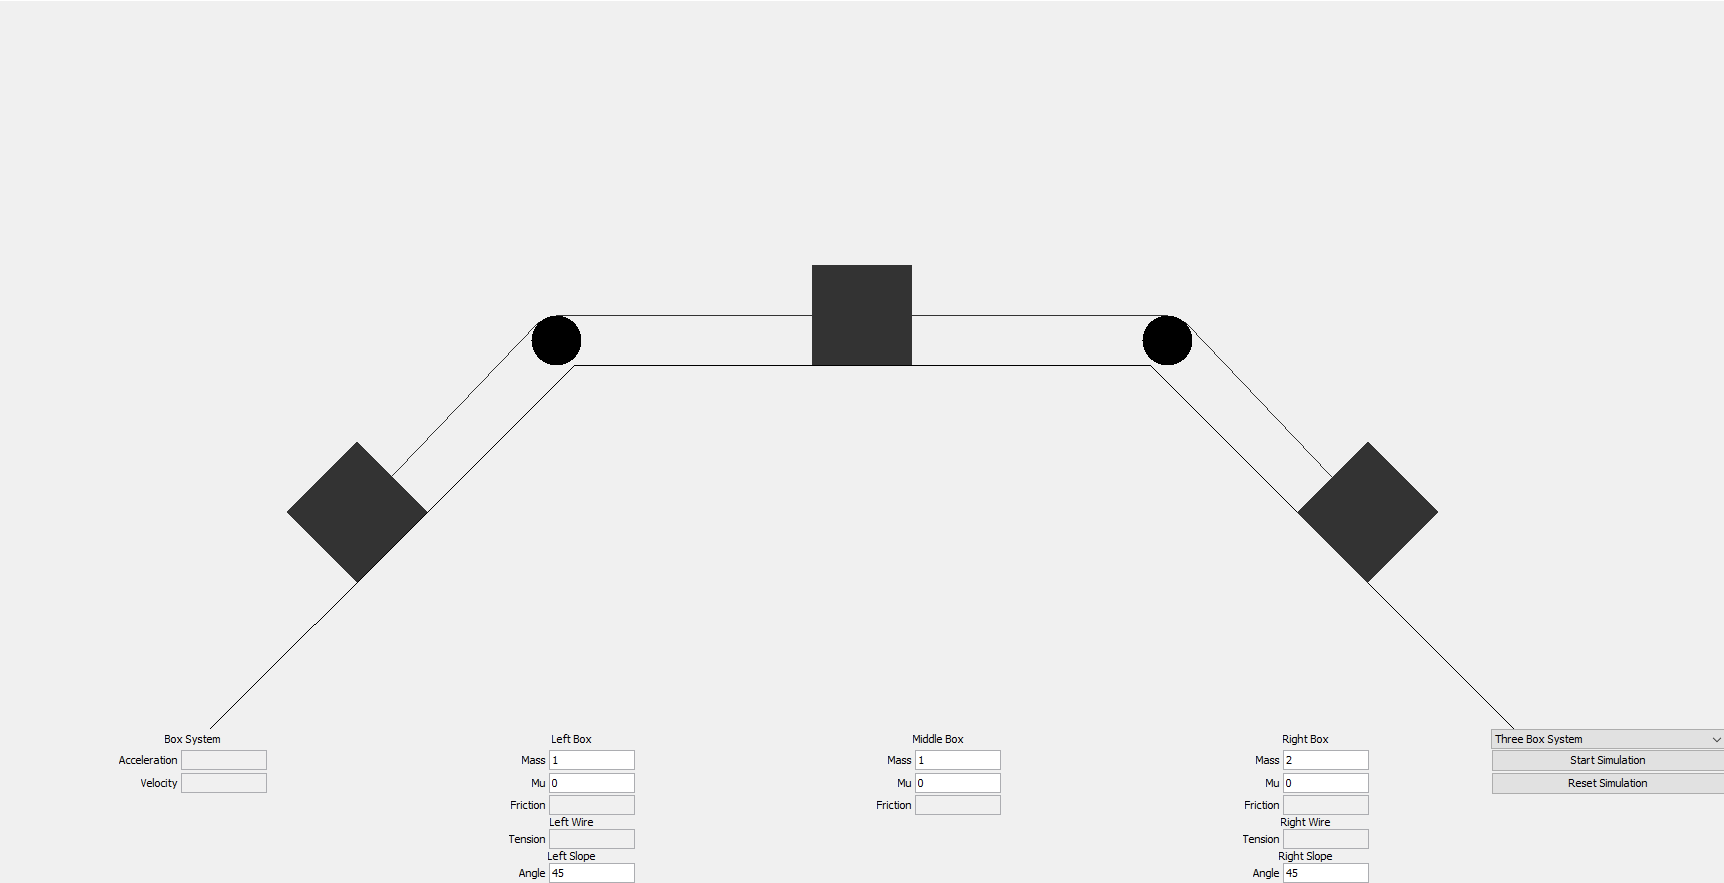 Box System Left Box Middle Box Right Box Three Box System
Acceleration Mass 1 Mass 1 Mass 2 Start Simulation
Velocity Mu 0 Mu 0 Mu 0 Reset Simulation
Friction Friction Friction
Left Wire Right Wire
Tension Tension
Left Slope Right Slope
Angle 45 Angle 45